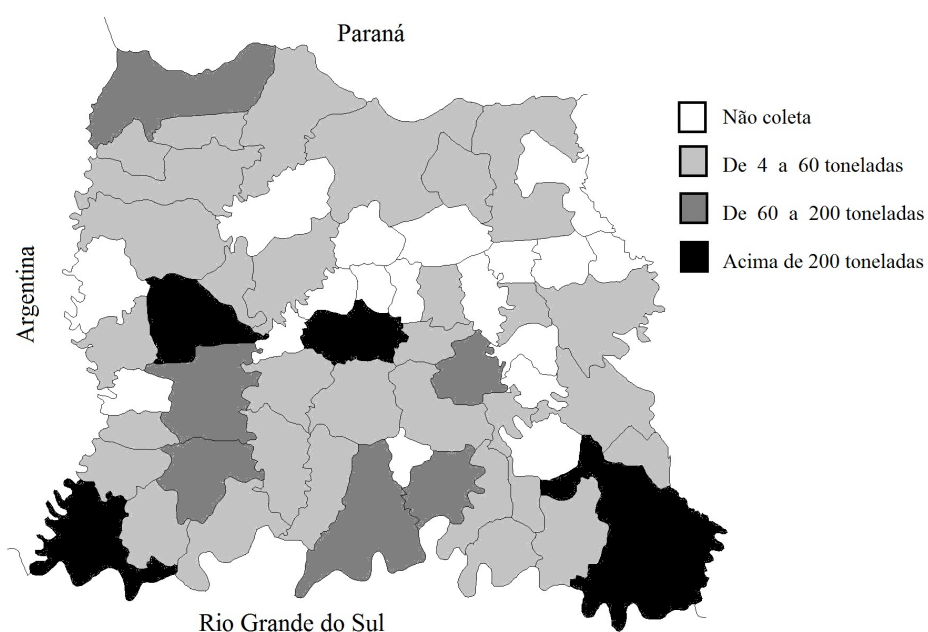 Paraná
Não coleta
De 4 a 60 toneladas
De 60 a 200 toneladas
Acima de 200 toneladas
Argentina
Rio Grande do Sul